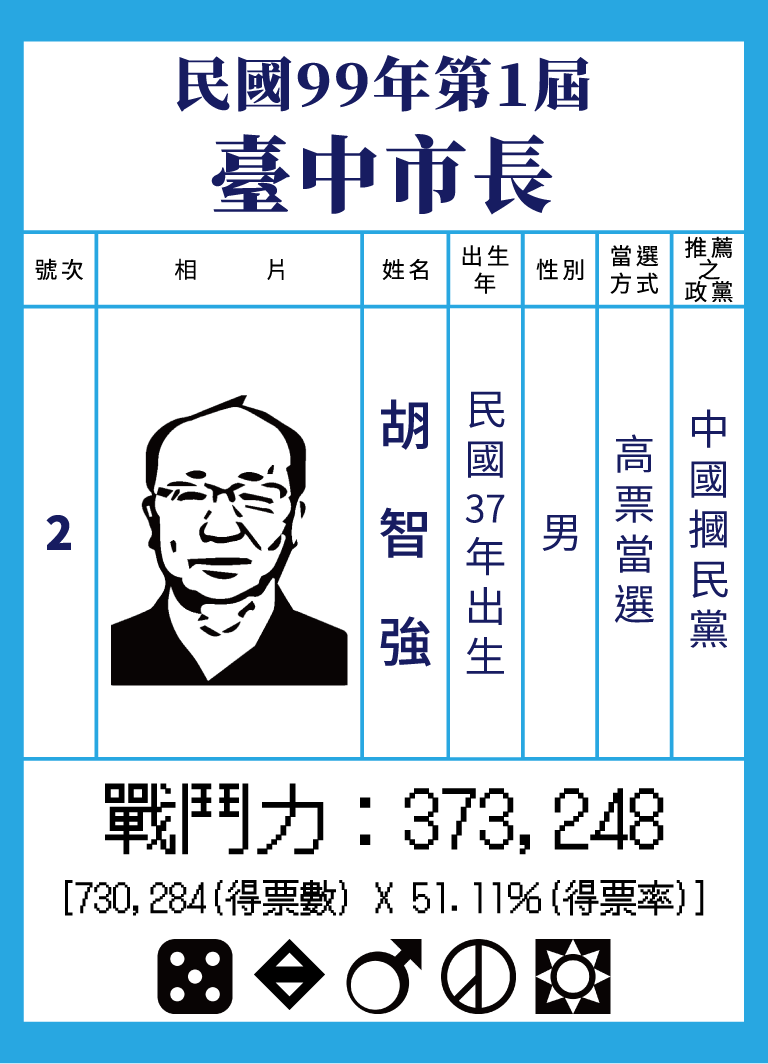 民國99年第1屆
臺中市長
號次
相片
姓名
出生年
性別
當選方式
推薦之政黨
2
胡智強
民國37年出生
男
高票當選
中國摑民黨
戰鬥力：373,248
[730,284(得票數) X 51.11%(得票率)]